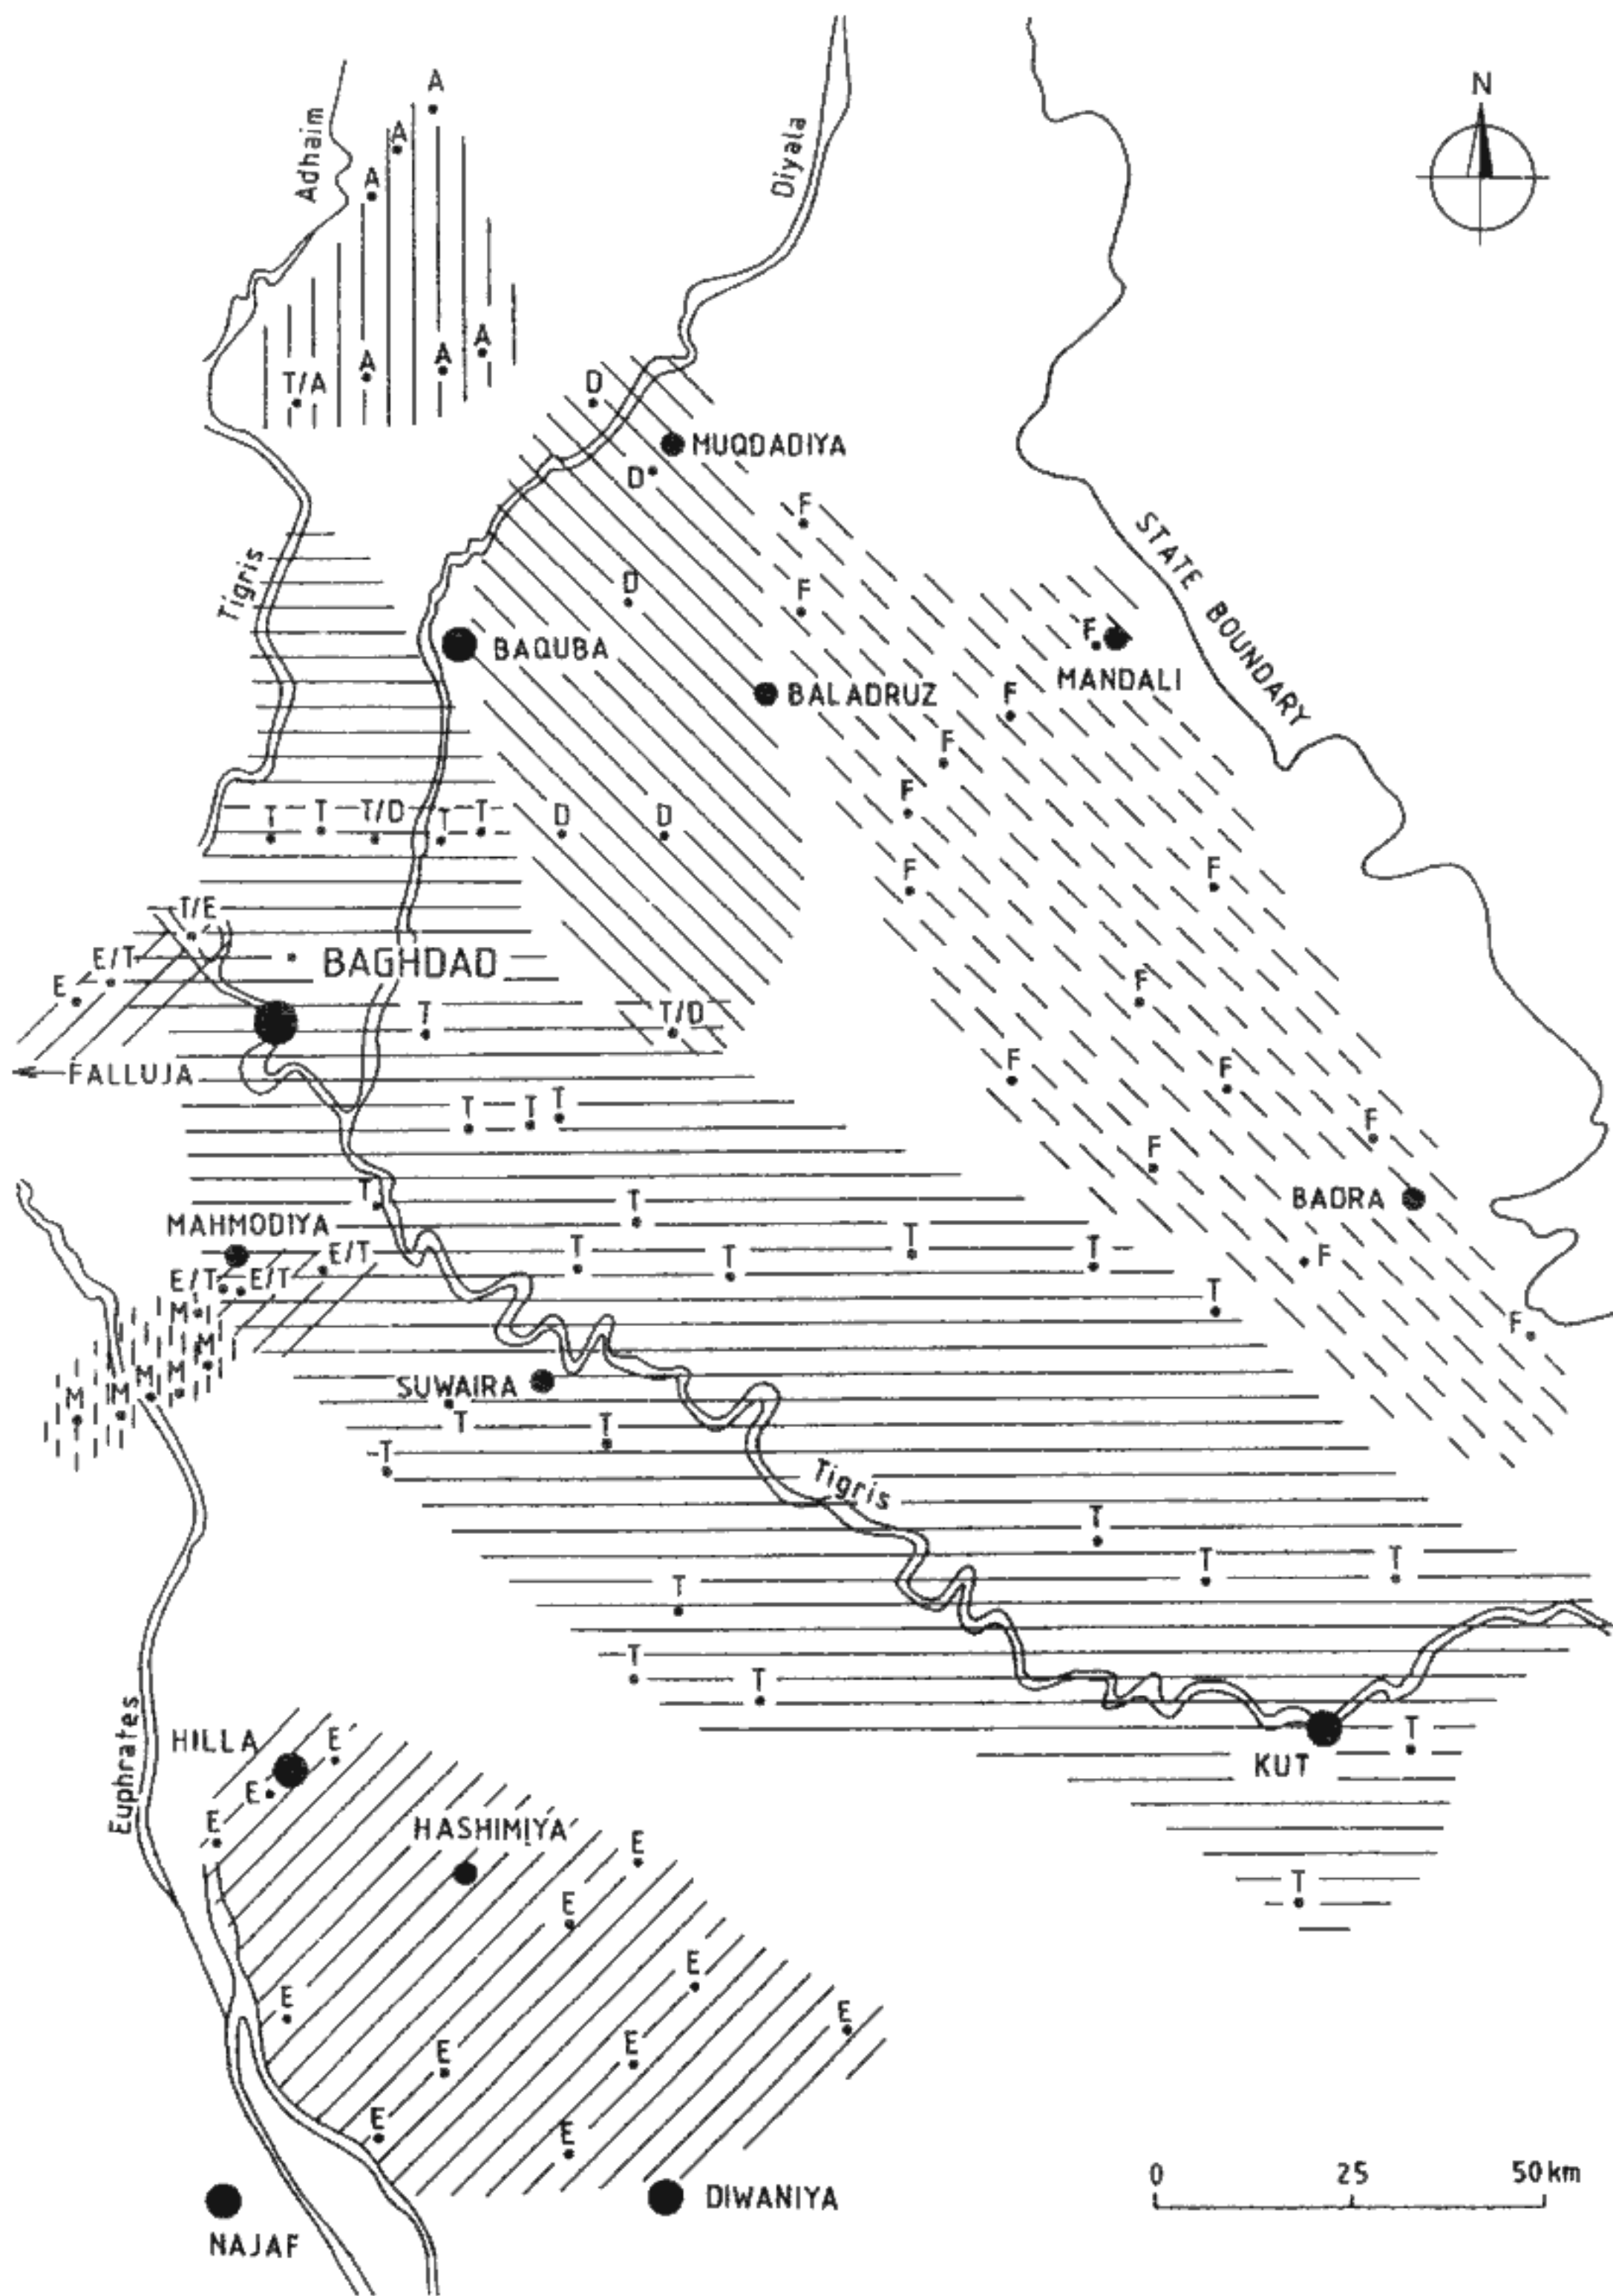 A
N
Adhaim
A
Diyala
A
A
A
T/A
A
D
MUQDADIYA
D
F
STATE BOUNDARY
Tigris
D
F
F
BAQUBA
MANDALI
BALADRUZ
F
F
F
T
T
T/D
T
T
D
D
F
F
T/E
E/T
BAGHDAD
E
F
T
T/D
FALLUJA
F
F
T
T
T
F
F
T
T
BADRA
MAHMODIYA
T
T
T
T
F
E/T
E/T
E/T
T
M
F
M
M
M
M
M
SUWAIRA
T
T
T
Tigris
T
T
T
T
T
T
Euphrates
HILLA
E
T
E
KUT
E
HASHIMIYA
E
T
E
E
E
E
E
E
E
E
0 25 50 km
DIWANIYA
NAJAF